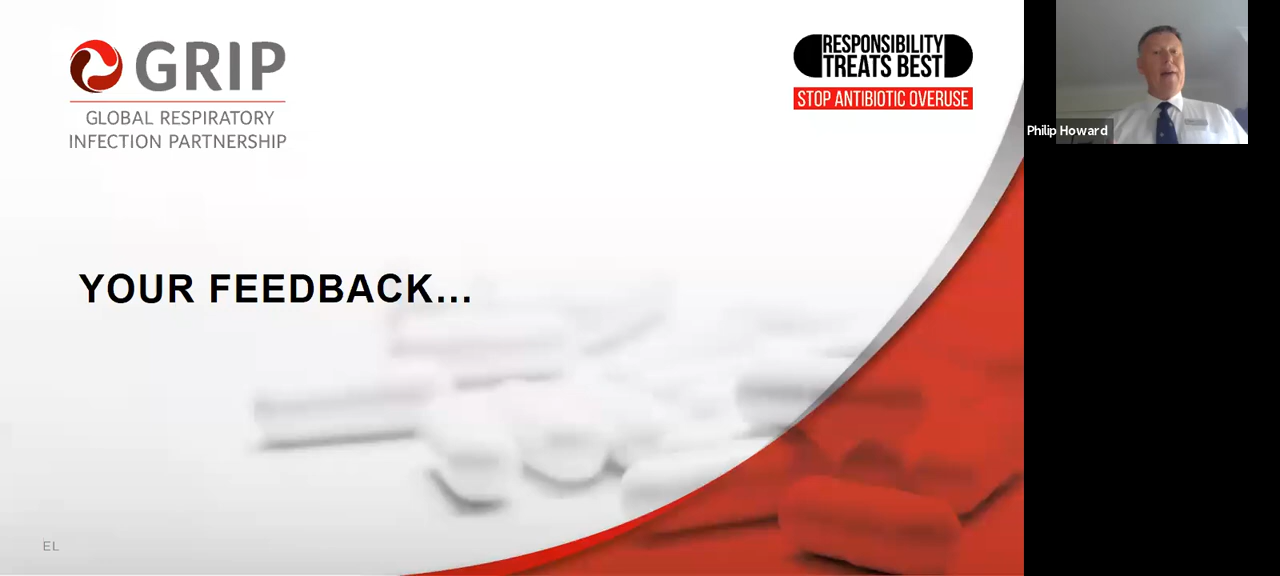 GRIP
GLOBAL RESPIRATORY
INFECTION PARTNERSHIP
RESPONSIBILITY
TREATS BEST
STOP ANTIBIOTIC OVERUSE
Philip Howard
YOUR FEEDBACK...
EL